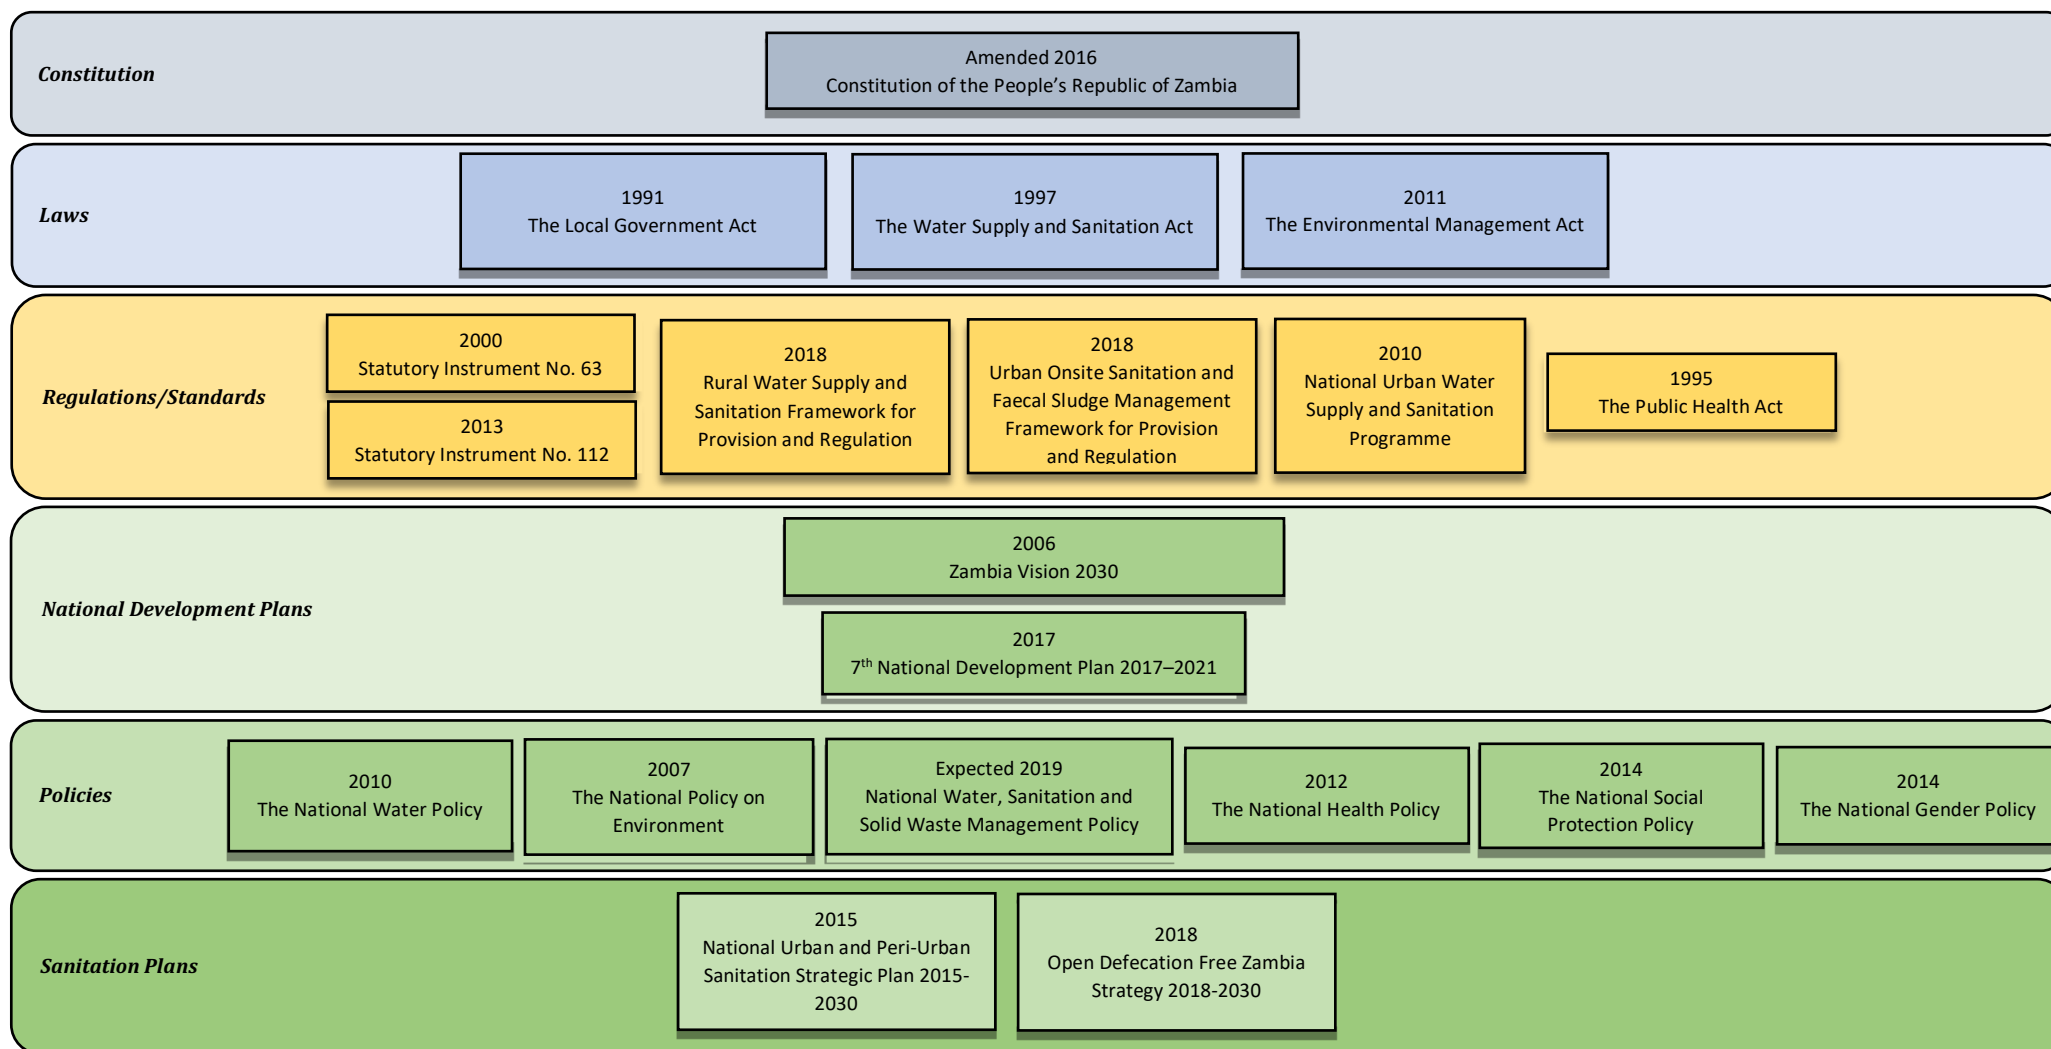 Constitution
Amended 2016
Constitution of the People’s Republic of Zambia
Laws
1991
The Local Government Act
1997
The Water Supply and Sanitation Act
2011
The Environmental Management Act
Regulations/Standards
2000
Statutory Instrument No. 63
2013
Statutory Instrument No. 112
2018
Rural Water Supply and
Sanitation Framework for
Provision and Regulation
2018
Urban Onsite Sanitation and
Faecal Sludge Management
Framework for Provision
and Regulation
2010
National Urban Water
Supply and Sanitation
Programme
1995
The Public Health Act
National Development Plans
2006
Zambia Vision 2030
2017
7th National Development Plan 2017–2021
Policies
2010
The National Water Policy
2007
The National Policy on
Environment
Expected 2019
National Water, Sanitation and
Solid Waste Management Policy
2012
The National Health Policy
2014
The National Social
Protection Policy
2014
The National Gender Policy
Sanitation Plans
2015
National Urban and Peri-Urban
Sanitation Strategic Plan 2015-
2030
2018
Open Defecation Free Zambia
Strategy 2018-2030